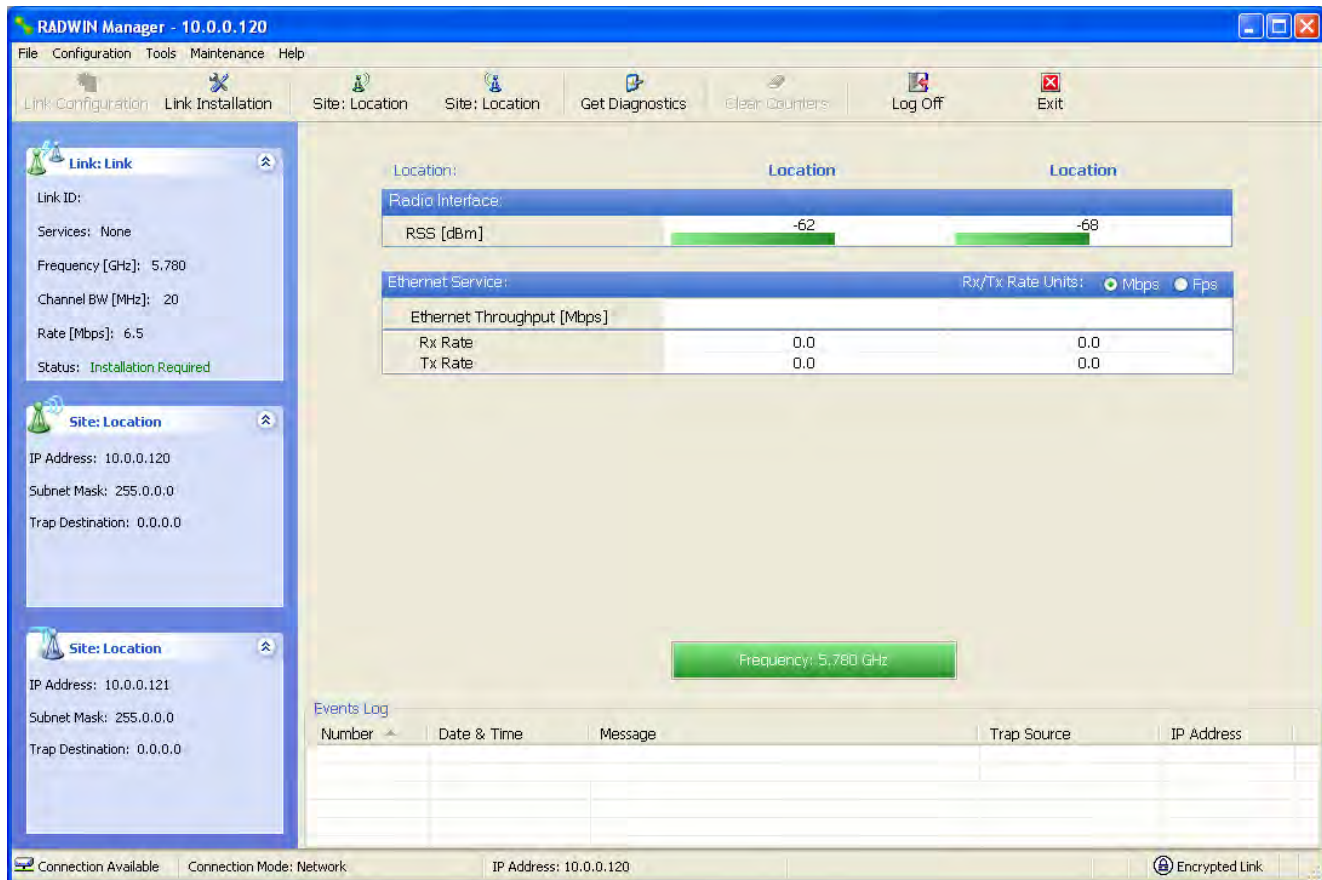 RADWIN Manager - 10.0.0.120
File Configuration Tools Maintenance Help
Link Configuration Link Installation Site: Location Site: Location Get Diagnostics Clear Counters Log Off Exit
Link: Link
Link ID:
Services: None
Frequency [GHz]: 5.780
Channel BW [MHz]: 20
Rate [Mbps]: 6.5
Status: Installation Required
Site: Location
IP Address: 10.0.0.120
Subnet Mask: 255.0.0.0
Trap Destination: 0.0.0.0
Site: Location
IP Address: 10.0.0.121
Subnet Mask: 255.0.0.0
Trap Destination: 0.0.0.0
Location: Location Location
Radio Interface:
RSS [dBm] -62 -68
Ethernet Service: Rx/Tx Rate Units: Mbps Fps
Ethernet Throughput [Mbps]
Rx Rate 0.0 0.0
Tx Rate 0.0 0.0
Frequency: 5.780 GHz
Events Log
Number Date & Time Message Trap Source IP Address
Connection Available Connection Mode: Network IP Address: 10.0.0.120 Encrypted Link